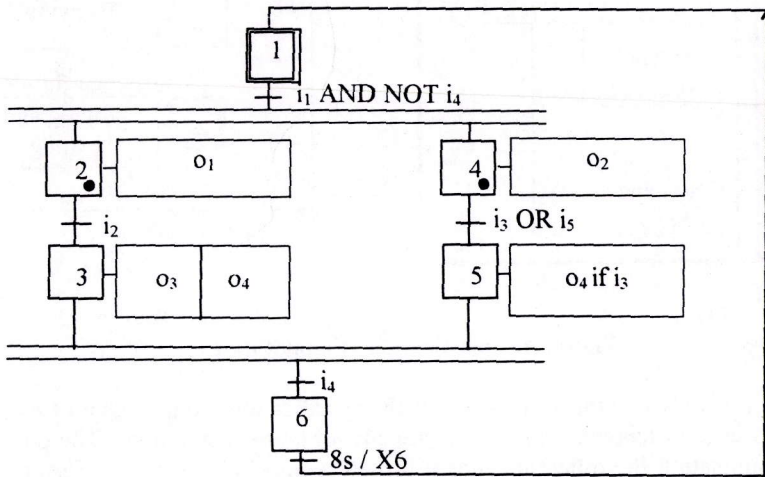 1
i₁ AND NOT i₄
2 o₁ 4 o₂
i₂ i₃ OR i₅
3 o₃ o₄ 5 o₄ if i₃
i₄
6
8s / X6